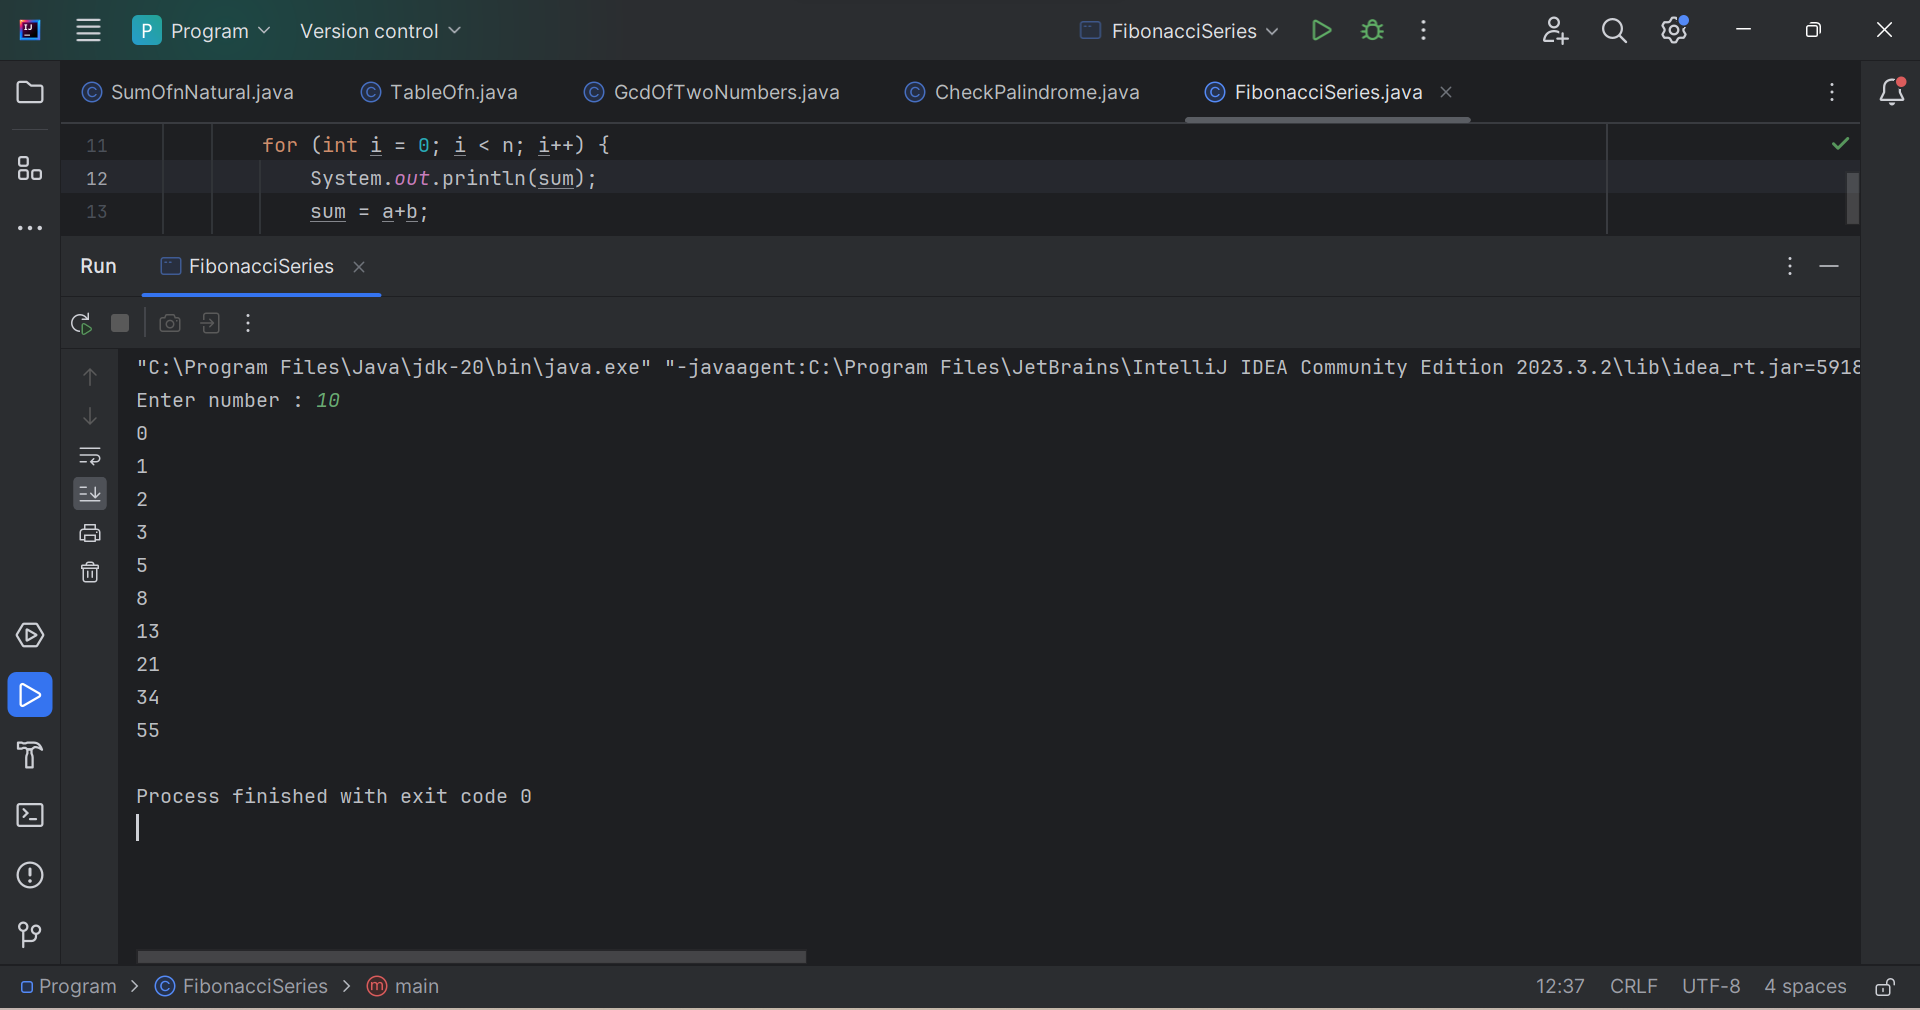 P Program Version control FibonacciSeries
SumOfnNatural.java TableOfn.java GcdOfTwoNumbers.java CheckPalindrome.java FibonacciSeries.java
11 for (int i = 0; i < n; i++) {
12 System.out.println(sum);
13 sum = a+b;
Run FibonacciSeries
"C:\Program Files\Java\jdk-20\bin\java.exe" "-javaagent:C:\Program Files\JetBrains\IntelliJ IDEA Community Edition 2023.3.2\lib\idea_rt.jar=5918
Enter number : 10
0
1
2
3
5
8
13
21
34
55
Process finished with exit code 0
Program > FibonacciSeries > main 12:37 CRLF UTF-8 4 spaces